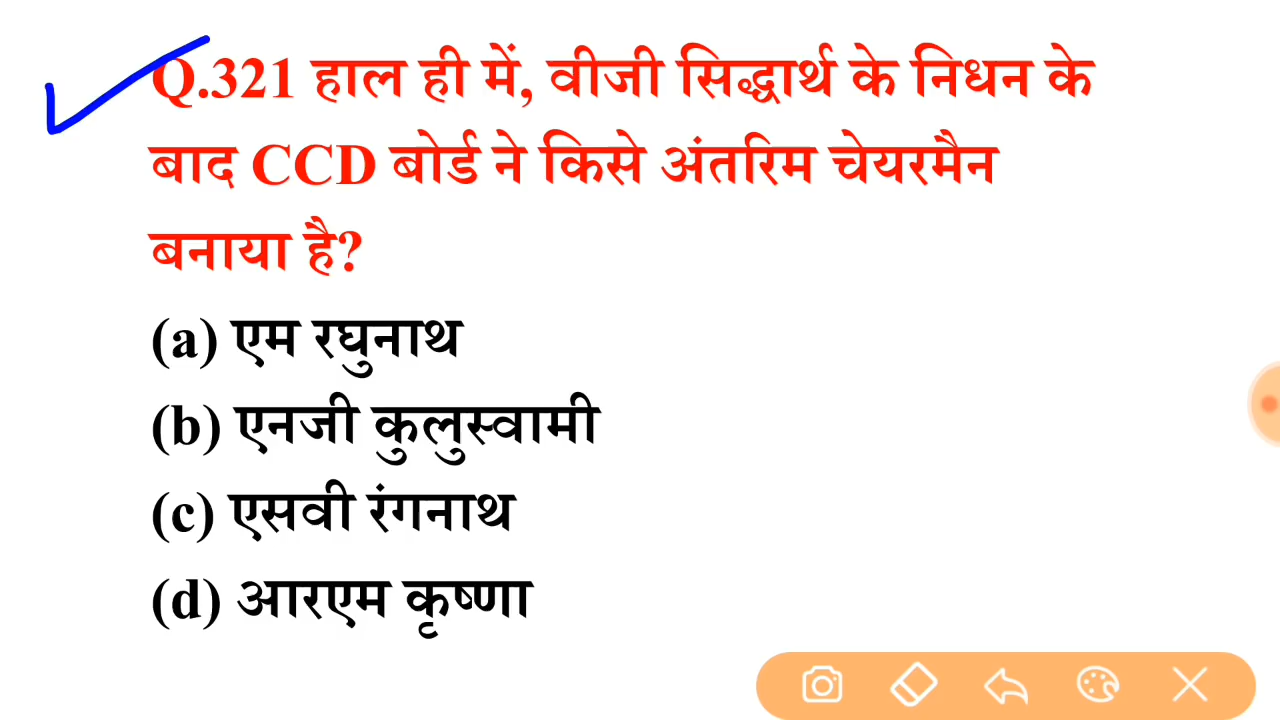 Q.321 हाल ही में, वीजी सिद्धार्थ के निधन के
बाद CCD बोर्ड ने किसे अंतरिम चेयरमैन
बनाया है?
(a) एम रघुनाथ
(b) एनजी कुलुस्वामी
(c) एसवी रंगनाथ
(d) आरएम कृष्णा